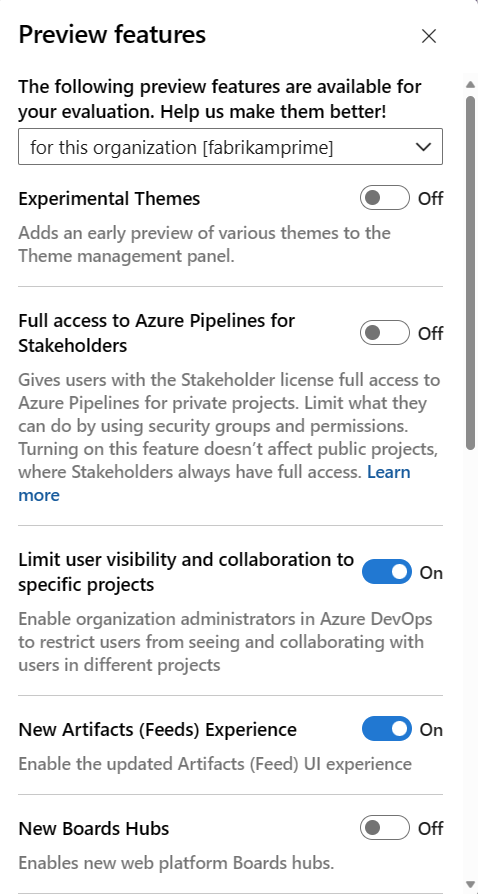 Preview features
The following preview features are available for
your evaluation. Help us make them better!
for this organization [fabrikamprime]
Experimental Themes
Off
Adds an early preview of various themes to the
Theme management panel.
Full access to Azure Pipelines for
Stakeholders
Off
Gives users with the Stakeholder license full access to
Azure Pipelines for private projects. Limit what they
can do by using security groups and permissions.
Turning on this feature doesn’t affect public projects,
where Stakeholders always have full access. Learn
more
Limit user visibility and collaboration to
specific projects
On
Enable organization administrators in Azure DevOps
to restrict users from seeing and collaborating with
users in different projects
New Artifacts (Feeds) Experience
On
Enable the updated Artifacts (Feed) UI experience
New Boards Hubs
Off
Enables new web platform Boards hubs.